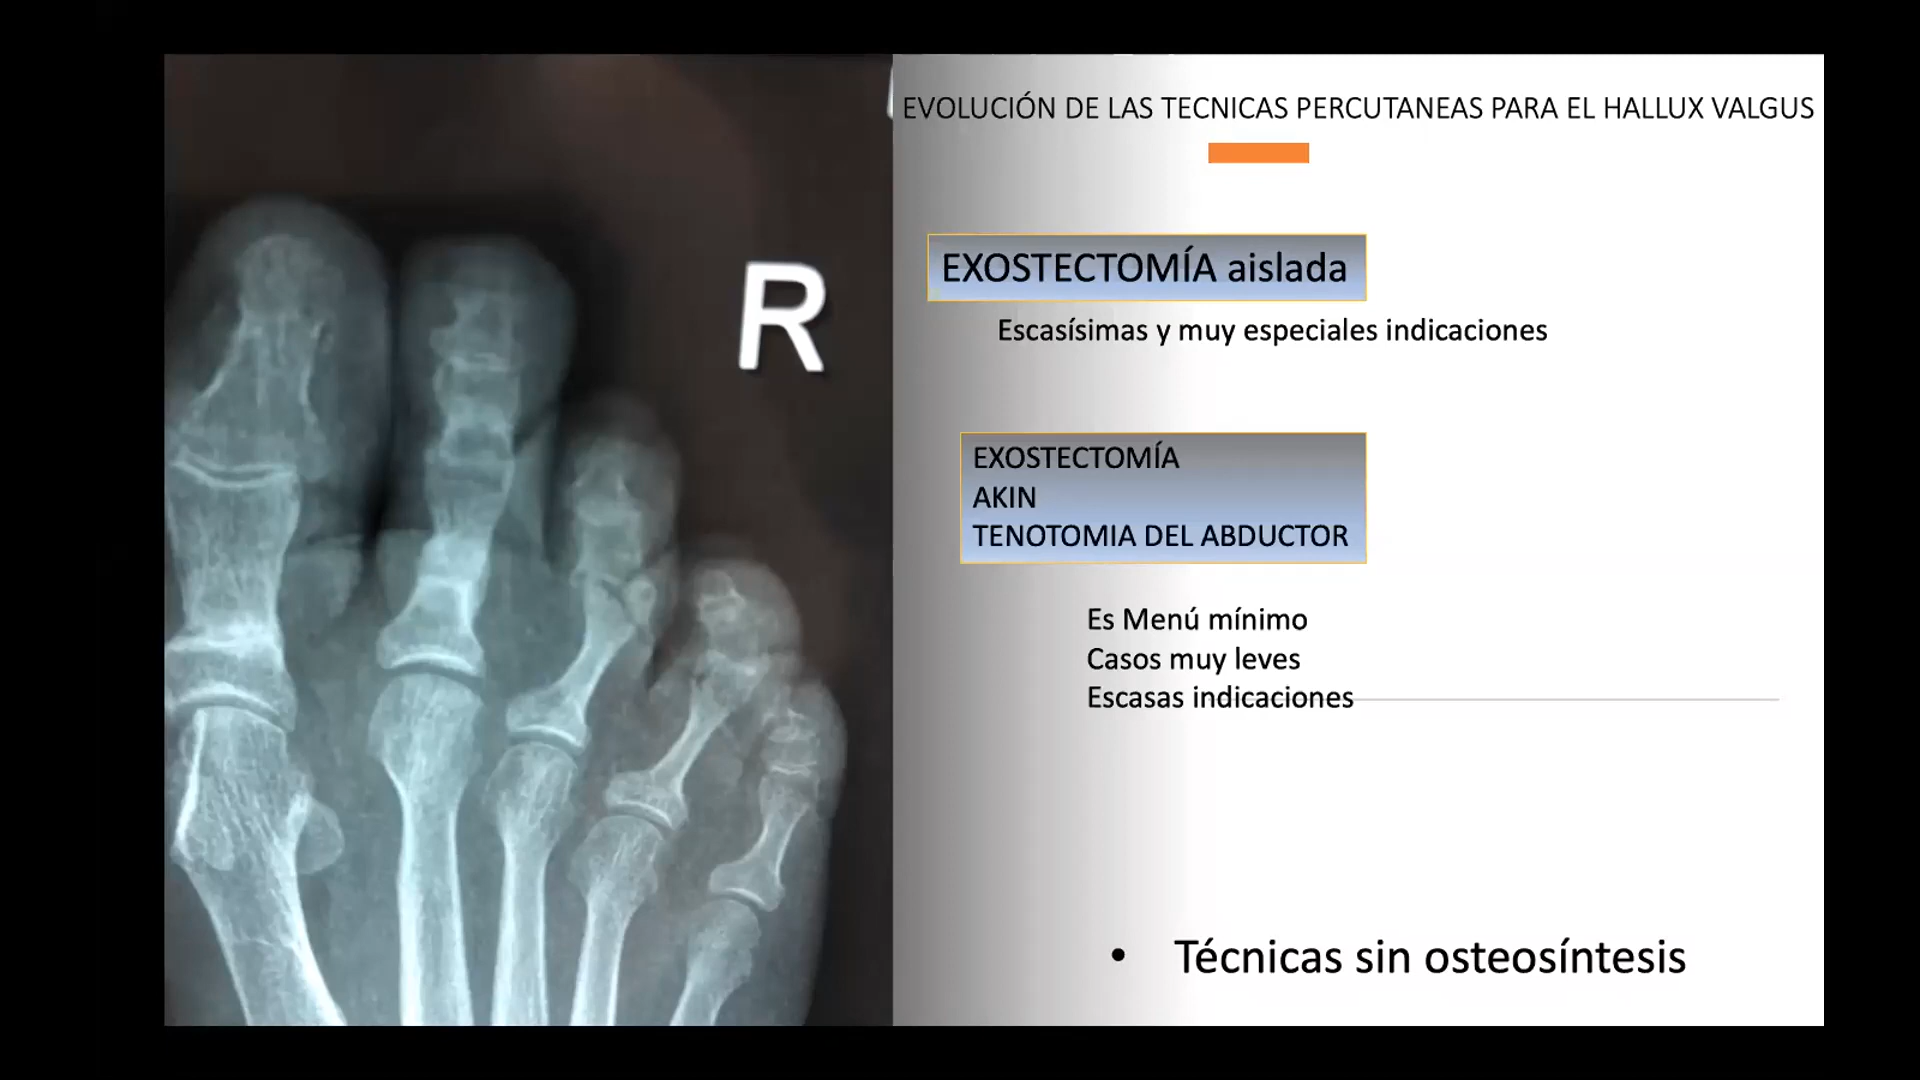 R
EVOLUCIÓN DE LAS TECNICAS PERCUTANEAS PARA EL HALLUX VALGUS
EXOSTECTOMÍA aislada
Escasísimas y muy especiales indicaciones
EXOSTECTOMÍA
AKIN
TENOTOMIA DEL ABDUCTOR
Es Menú mínimo
Casos muy leves
Escasas indicaciones
• Técnicas sin osteosíntesis